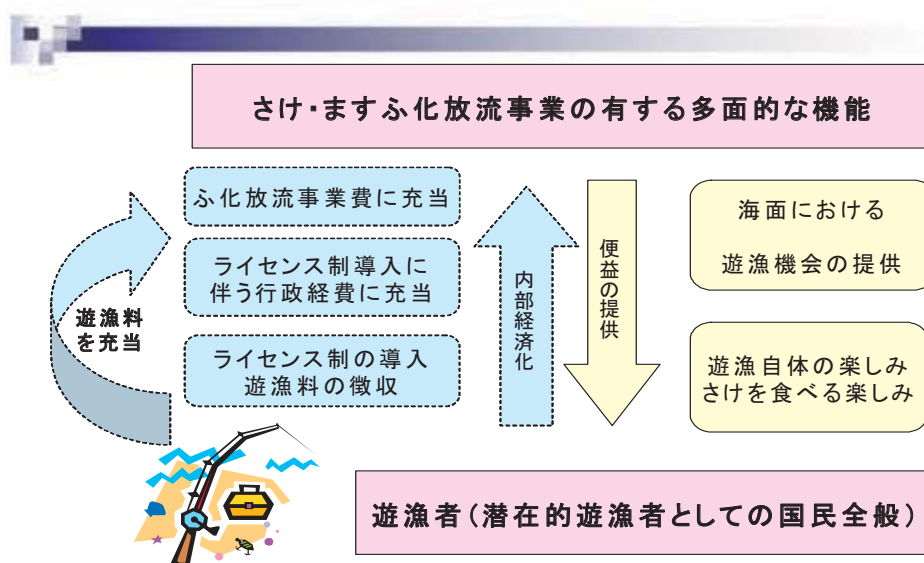 さけ・ますふ化放流事業の有する多面的な機能
ふ化放流事業費に充当
ライセンス制導入に
伴う行政経費に充当
ライセンス制の導入
遊漁料の徴収
遊漁料
を充当
内部経済化
便益の提供
海面における
遊漁機会の提供
遊漁自体の楽しみ
さけを食べる楽しみ
遊漁者(潜在的遊漁者としての国民全般)